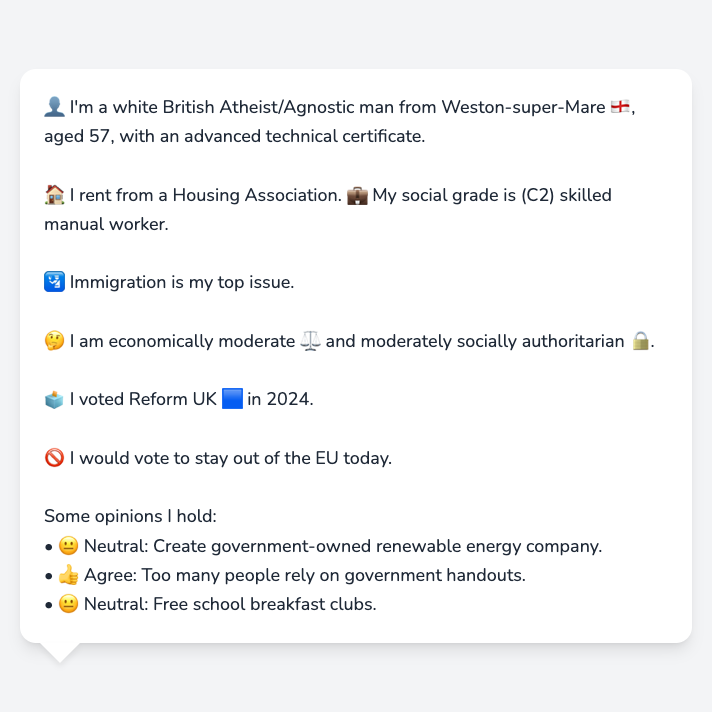 👤 I'm a white British Atheist/Agnostic man from Weston-super-Mare 🏴󠁧󠁢󠁥󠁮󠁧󠁿,
aged 57, with an advanced technical certificate.
🏠 I rent from a Housing Association. 💼 My social grade is (C2) skilled
manual worker.
🛂 Immigration is my top issue.
🤔 I am economically moderate ⚖️ and moderately socially authoritarian 🔒.
🗳️ I voted Reform UK 🟦 in 2024.
🚫 I would vote to stay out of the EU today.
Some opinions I hold:
• 😐 Neutral: Create government-owned renewable energy company.
• 👍 Agree: Too many people rely on government handouts.
• 😐 Neutral: Free school breakfast clubs.